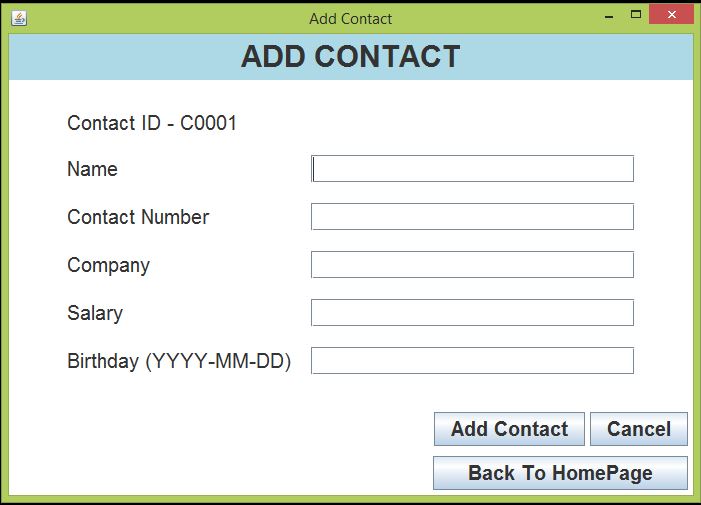 Add Contact
ADD CONTACT
Contact ID - C0001
Name
Contact Number
Company
Salary
Birthday (YYYY-MM-DD)
Add Contact Cancel
Back To HomePage